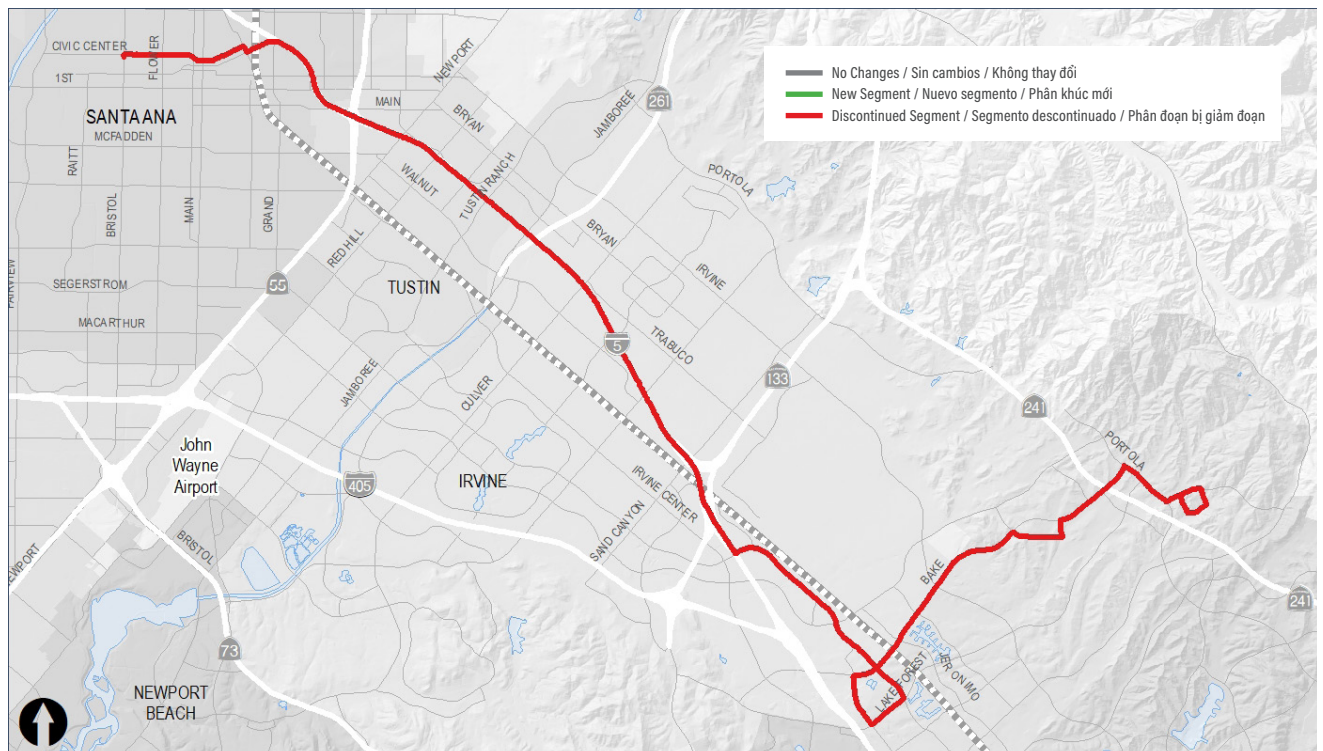 No Changes / Sin cambios / Không thay đổi
New Segment / Nuevo segmento / Phân khúc mới
Discontinued Segment / Segmento descontinuado / Phân đoạn bị giảm đoạn
CIVIC CENTER
FLOWER
1ST
NEWPORT
MAIN
BRYAN
JAMBOREE
261
SANTA ANA
MCFADDEN
WALNUT
TUSTIN RANCH
PORTOLA
RAITT
BRISTOL
MAIN
GRAND
RED HILL
BRYAN
IRVINE
FAIRVIEW
SEGERSTROM
55
TUSTIN
MACARTHUR
5
TRABUCO
JAMBOREE
CULVER
133
241
PORTOLA
John
Wayne
Airport
405
IRVINE
IRVINE CENTER
SAND CANYON
BRISTOL
NEWPORT
BAKE
241
73
JERONIMO
LAKE FOREST
NEWPORT
BEACH